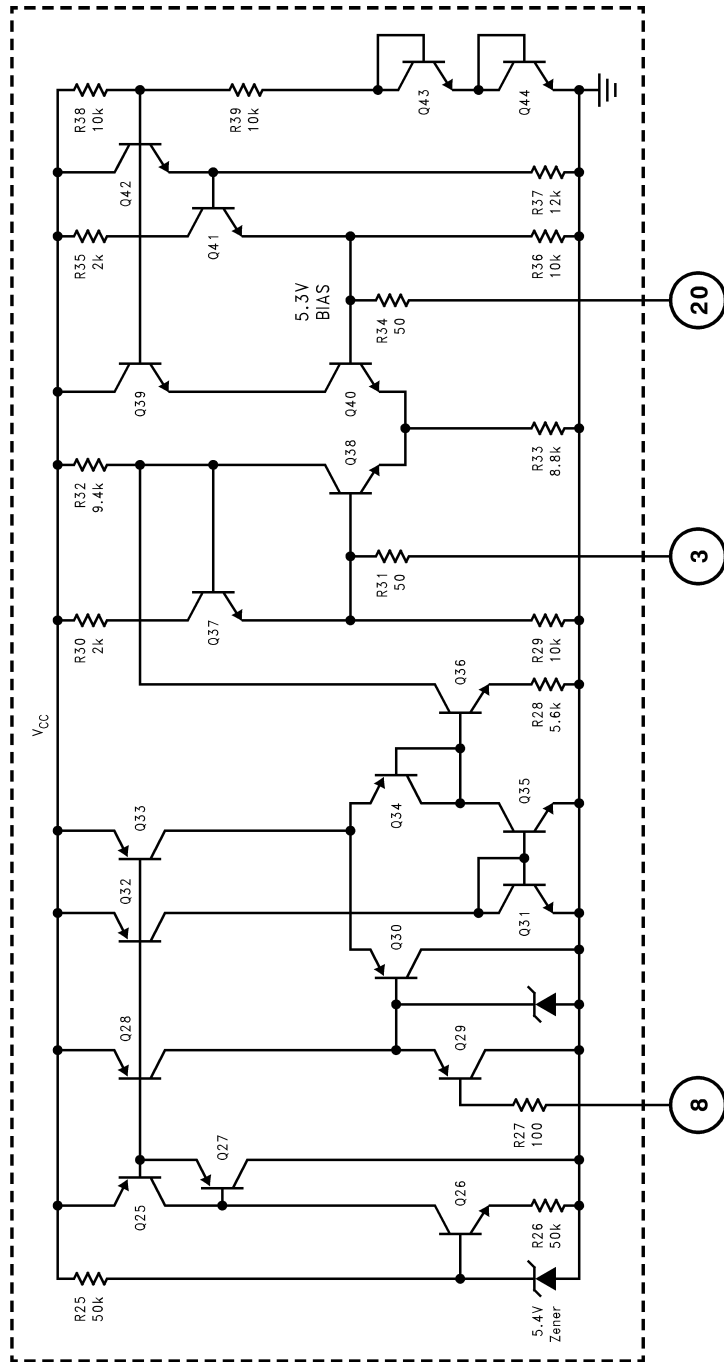 R38
10k
R39
10k
Q43
Q44
Q42
R37
12k
R35
2k
Q41
R36
10k
5.3V
BIAS
R34
50
20
Q39
Q40
R32
9.4k
Q38
R33
8.8k
R31
50
3
R30
2k
Q37
R29
10k
VCC
Q36
R28
5.6k
Q33
Q34
Q35
Q32
Q31
Q30
Q28
Q29
R27
100
8
Q27
Q25
Q26
R26
50k
R25
50k
5.4V
Zener